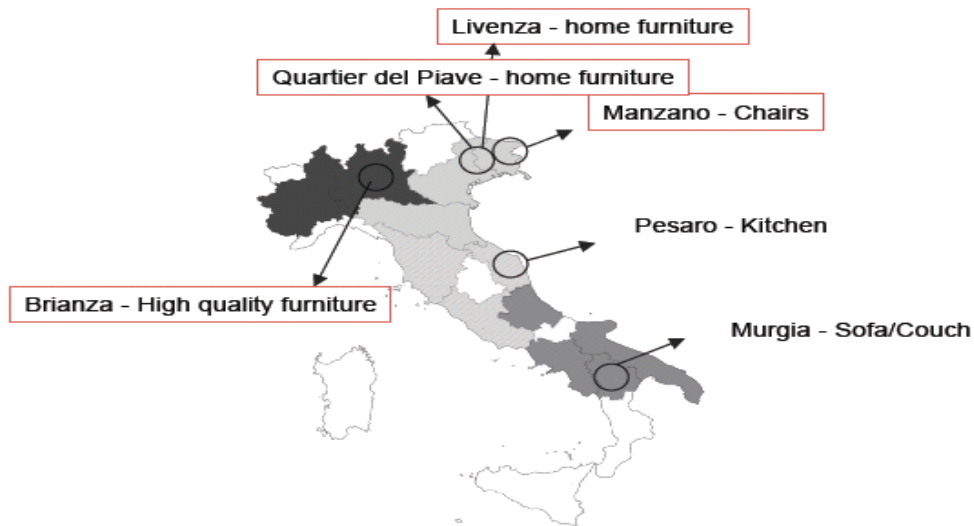 Livenza - home furniture
Quartier del Piave - home furniture
Manzano - Chairs
Pesaro - Kitchen
Brianza - High quality furniture
Murgia - Sofa/Couch